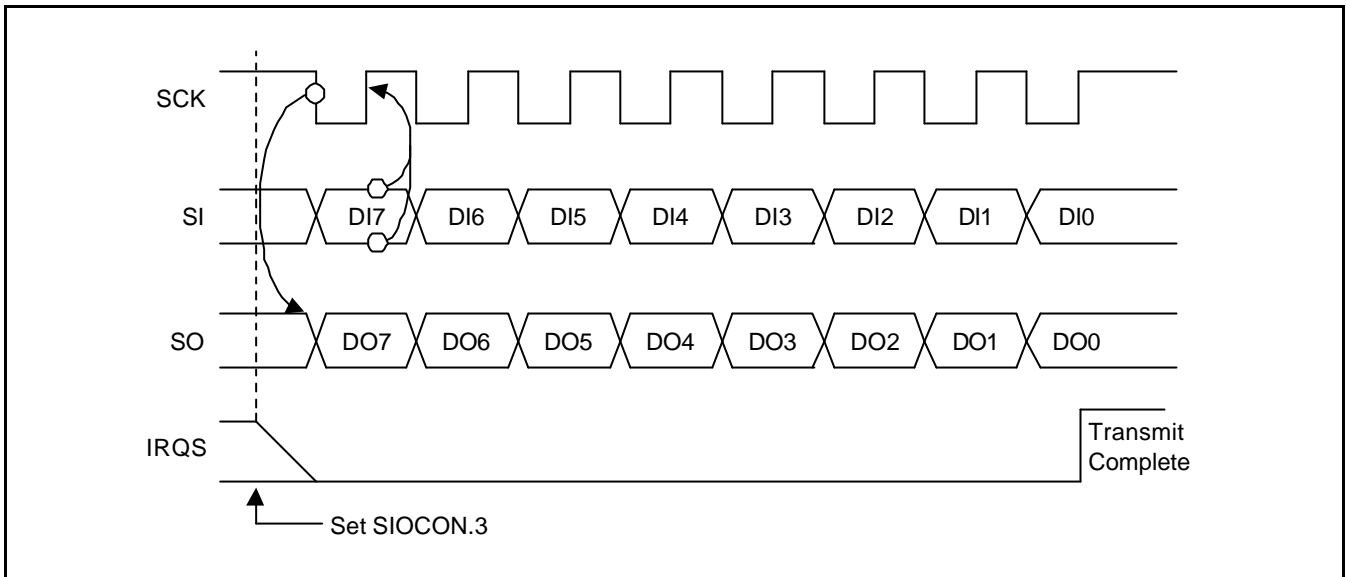 SCK
SI DI7 DI6 DI5 DI4 DI3 DI2 DI1 DI0
SO DO7 DO6 DO5 DO4 DO3 DO2 DO1 DO0
IRQS
Transmit
Complete
Set SIOCON.3